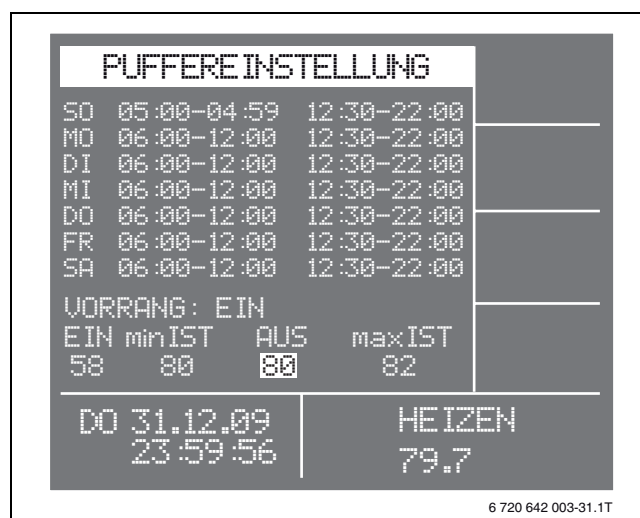 PUFFEREINSTELLUNG
SO 05:00-04:59 12:30-22:00
MO 06:00-12:00 12:30-22:00
DI 06:00-12:00 12:30-22:00
MI 06:00-12:00 12:30-22:00
DO 06:00-12:00 12:30-22:00
FR 06:00-12:00 12:30-22:00
SA 06:00-12:00 12:30-22:00
VORRANG: EIN
EIN minIST AUS maxIST
58 80 80 82
DO 31.12.09 HEIZEN
23:59:56 79.7
6 720 642 003-31.1T